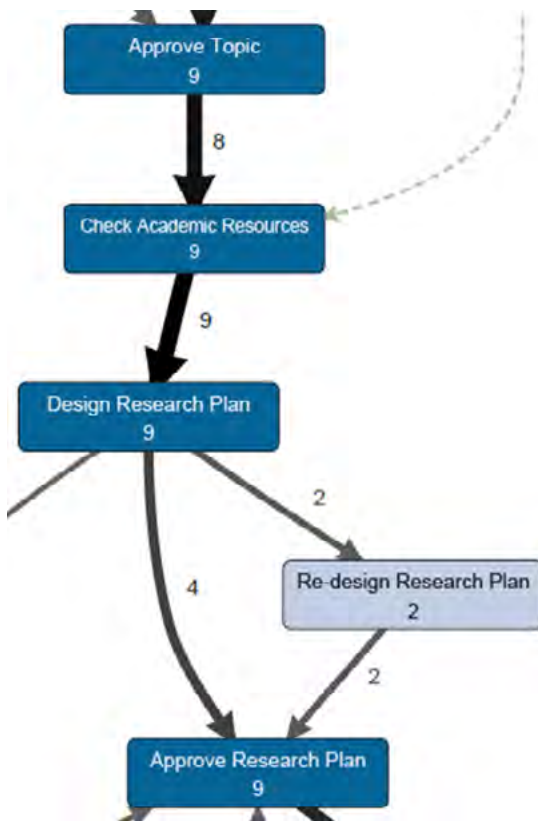 Approve Topic
9
8
Check Academic Resources
9
9
Design Research Plan
9
2
4
Re-design Research Plan
2
2
Approve Research Plan
9